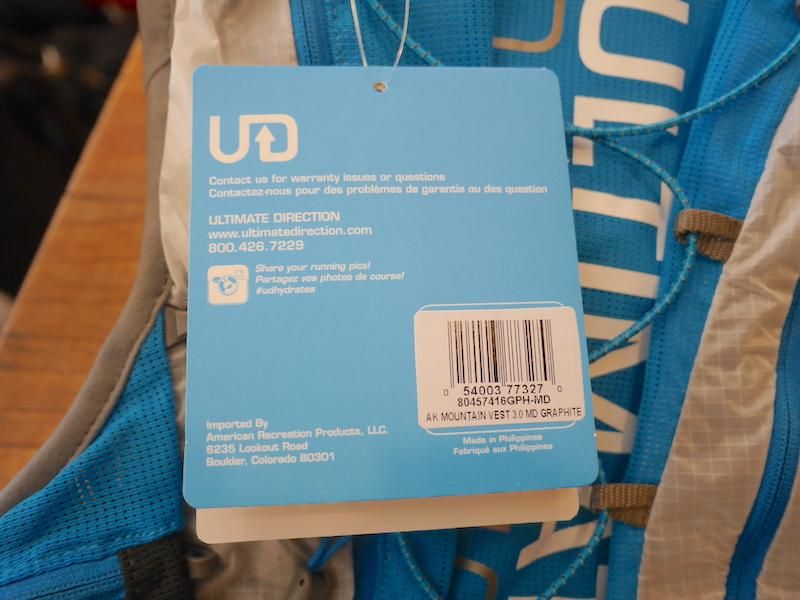 UD
Contact us for warranty issues or questions
Contactez-nous pour des problèmes de garantie ou des question
ULTIMATE DIRECTION
www.ultimatedirection.com
800.426.7229
Share your running pics!
Partagez vos photos de course!
#udhydrates
0 54003 77327 0
80457416GPH-MD
AK MOUNTAIN VEST 3.0 MD GRAPHITE
Made in Philippines
Fabriqué aux Philippines
Imported By
American Recreation Products, LLC.
6235 Lookout Road
Boulder, Colorado 80301
ULTIMA